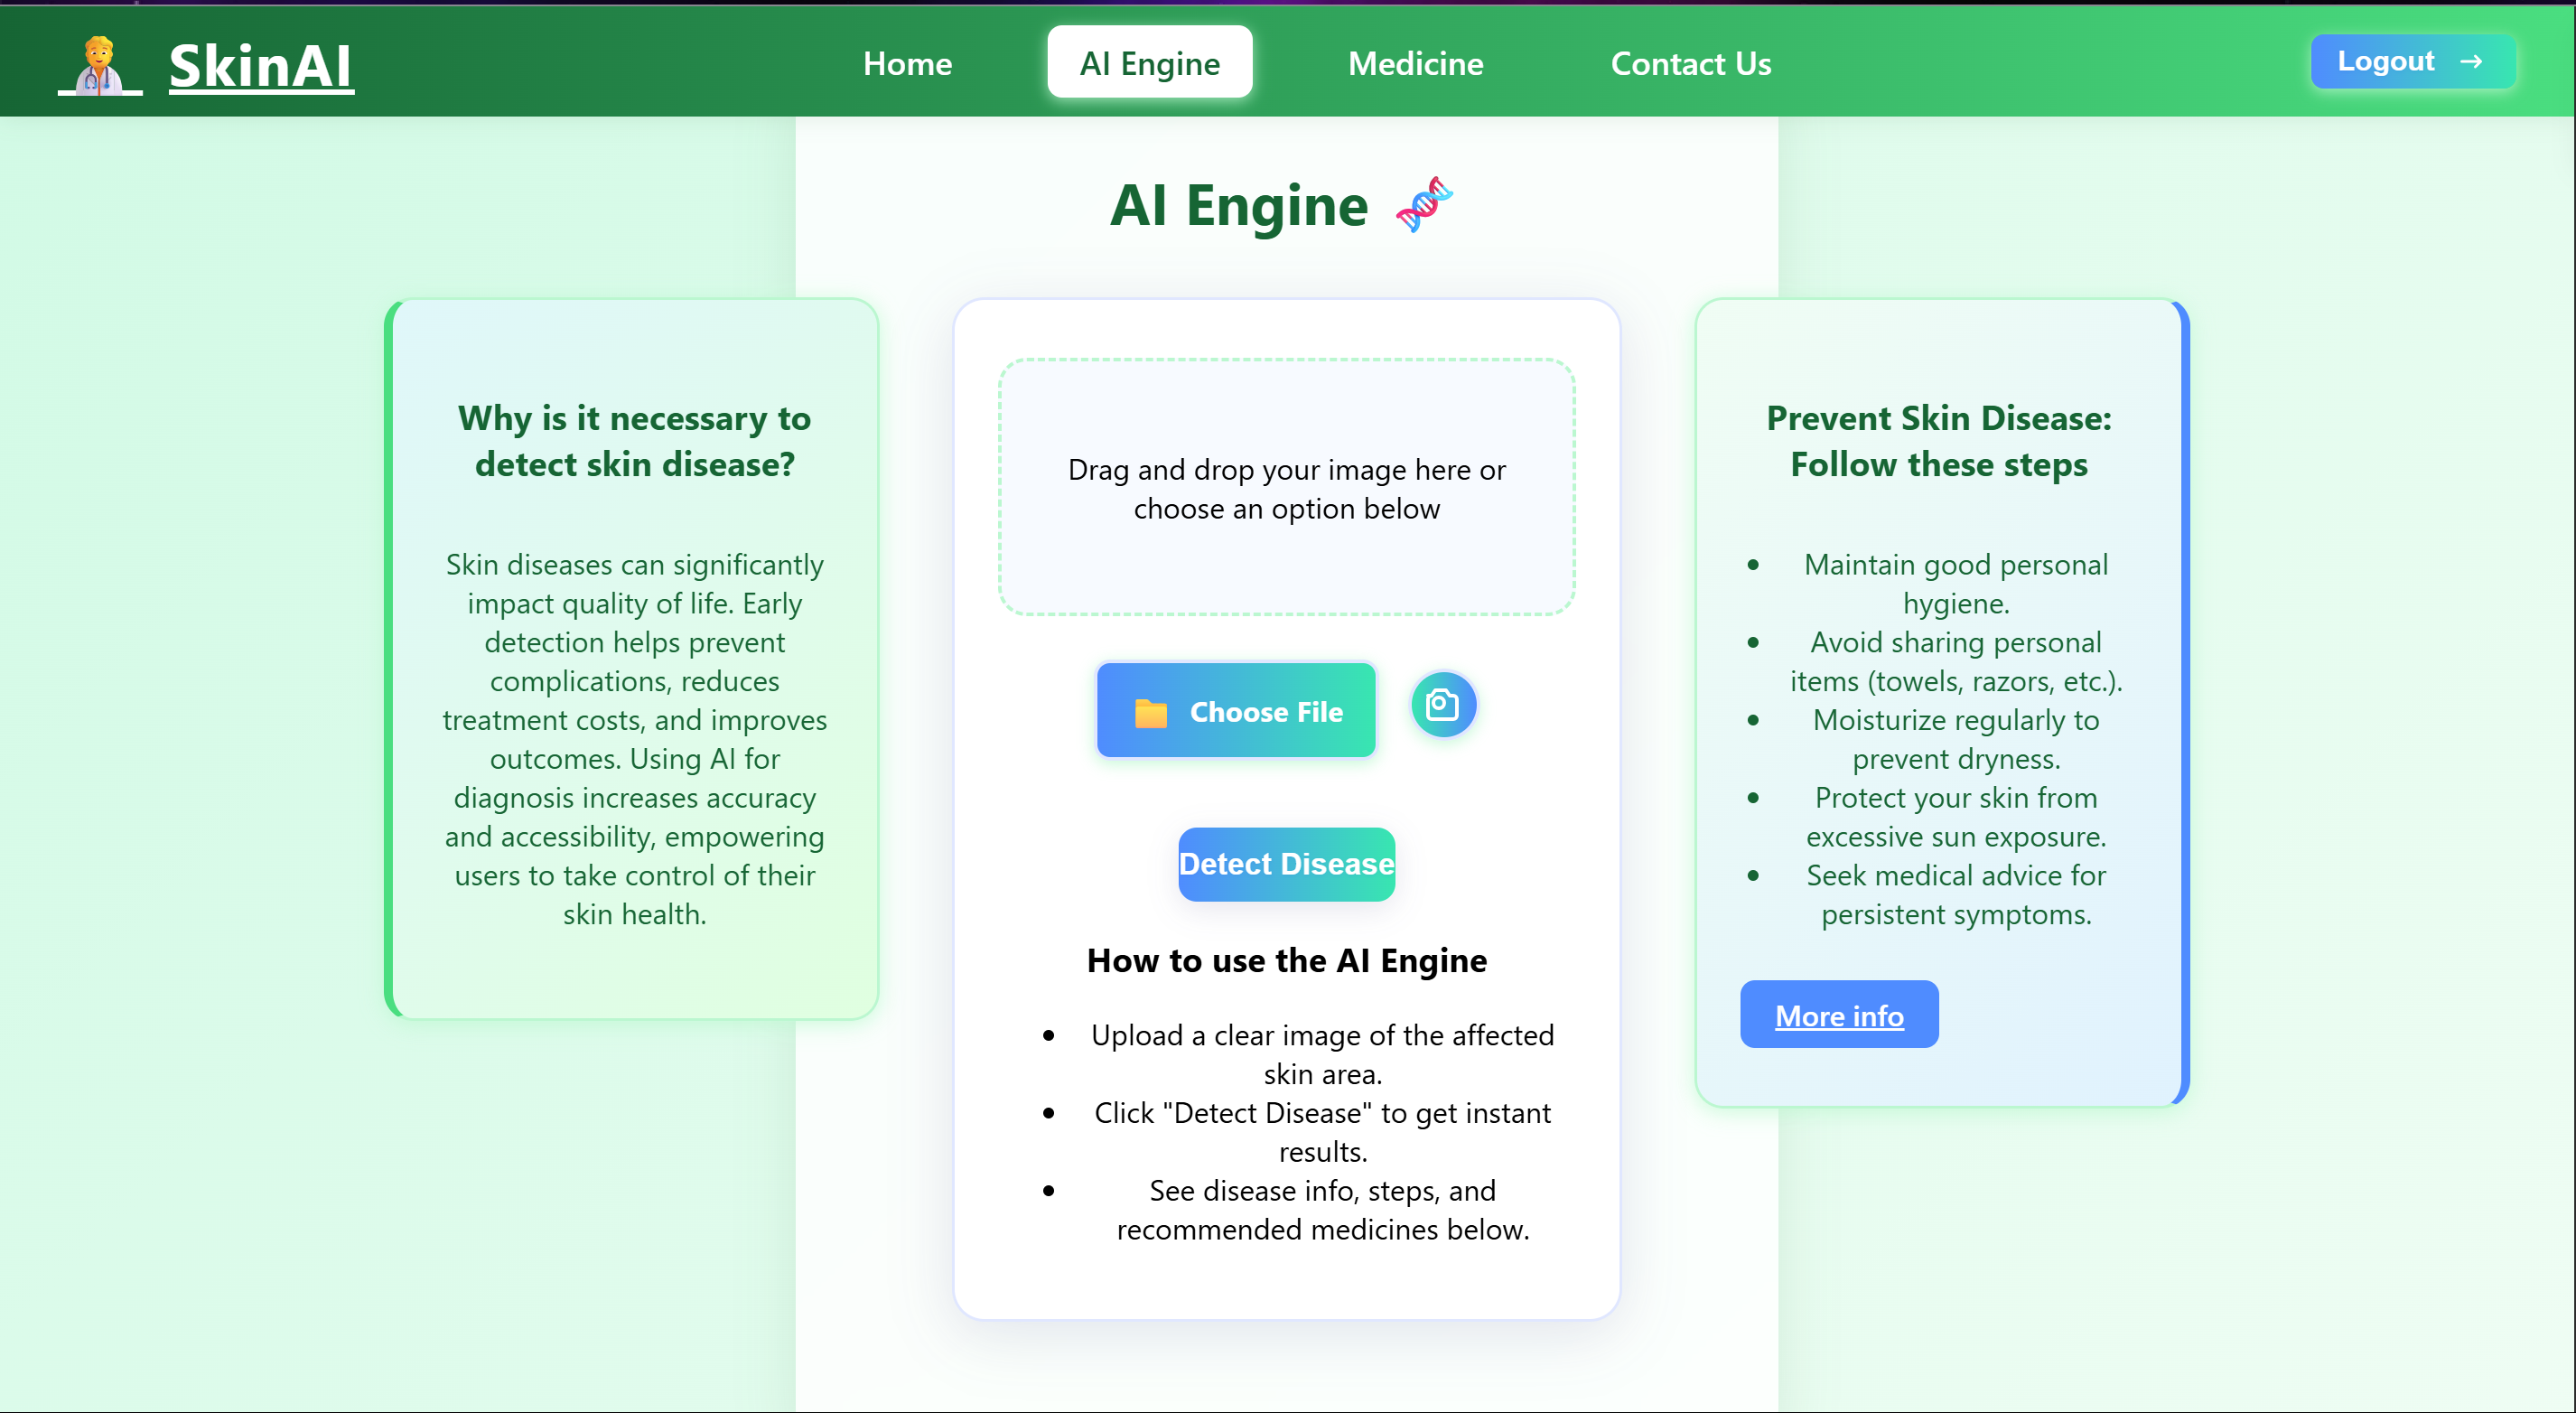 SkinAI
Home
AI Engine
Medicine
Contact Us
Logout →
AI Engine
Why is it necessary to
detect skin disease?
Skin diseases can significantly
impact quality of life. Early
detection helps prevent
complications, reduces
treatment costs, and improves
outcomes. Using AI for
diagnosis increases accuracy
and accessibility, empowering
users to take control of their
skin health.
Drag and drop your image here or
choose an option below
Choose File
Detect Disease
How to use the AI Engine
• Upload a clear image of the affected
skin area.
• Click "Detect Disease" to get instant
results.
• See disease info, steps, and
recommended medicines below.
Prevent Skin Disease:
Follow these steps
• Maintain good personal
hygiene.
• Avoid sharing personal
items (towels, razors, etc.).
• Moisturize regularly to
prevent dryness.
• Protect your skin from
excessive sun exposure.
• Seek medical advice for
persistent symptoms.
More info